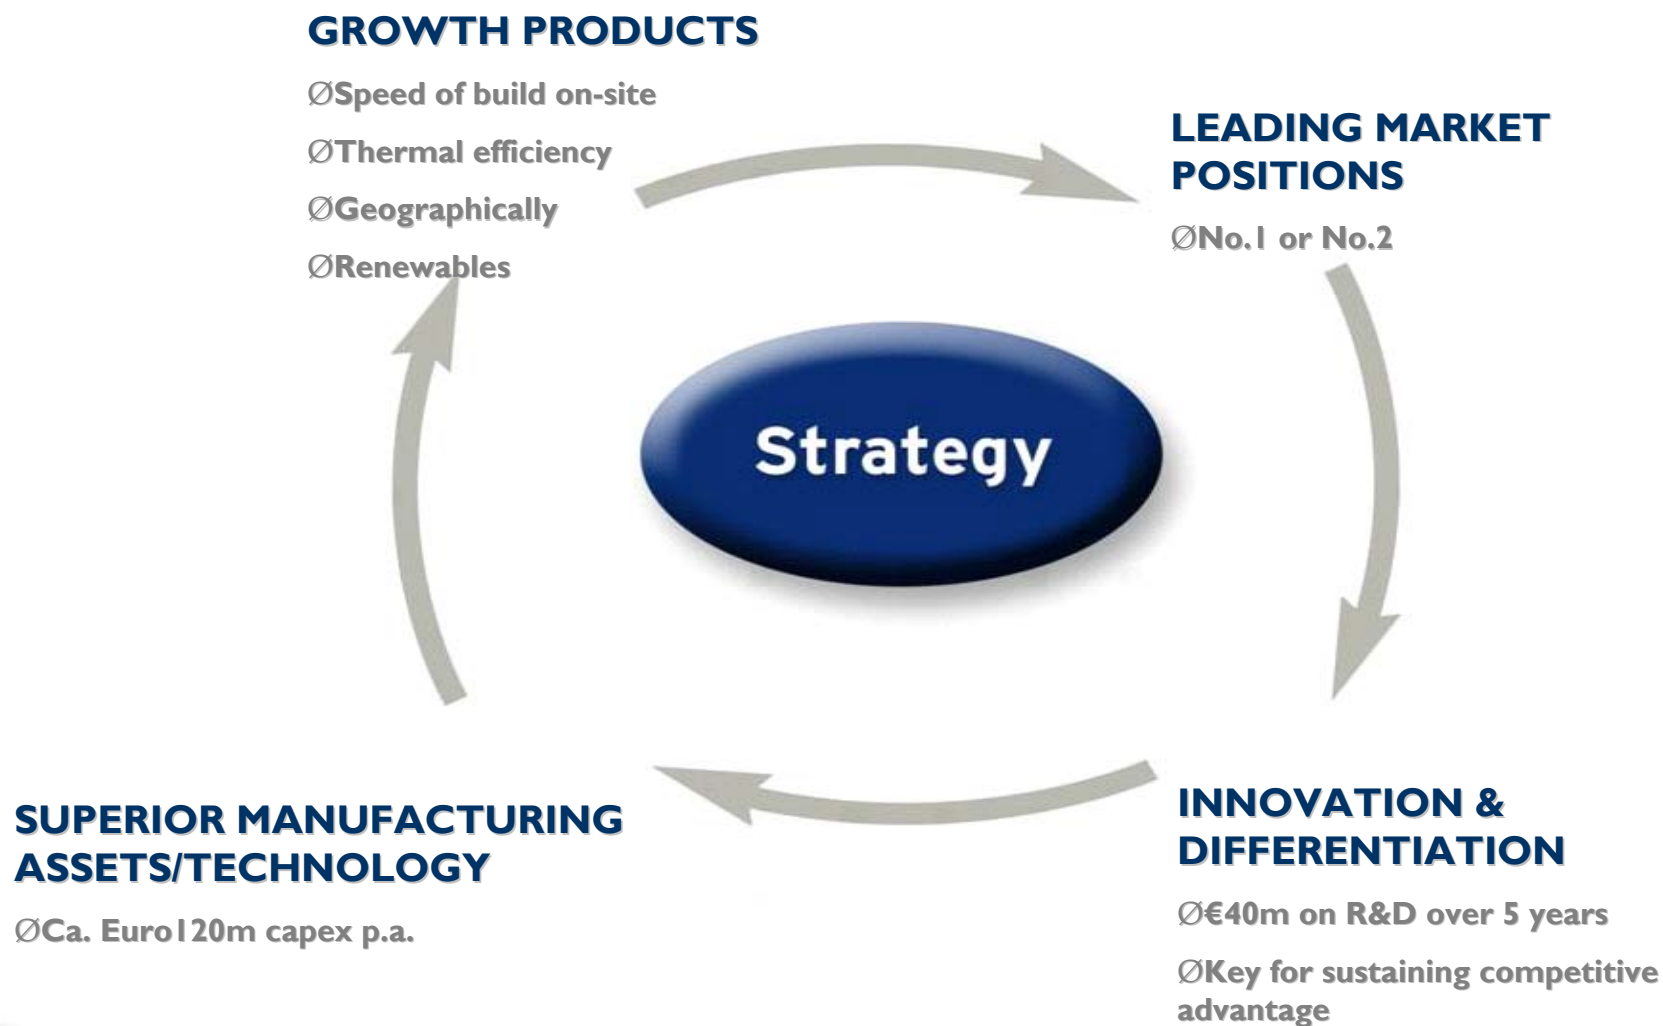 GROWTH PRODUCTS
ØSpeed of build on-site
ØThermal efficiency
ØGeographically
ØRenewables
LEADING MARKET
POSITIONS
ØNo.1 or No.2
Strategy
SUPERIOR MANUFACTURING
ASSETS/TECHNOLOGY
ØCa. Euro120m capex p.a.
INNOVATION &
DIFFERENTIATION
Ø€40m on R&D over 5 years
ØKey for sustaining competitive
advantage